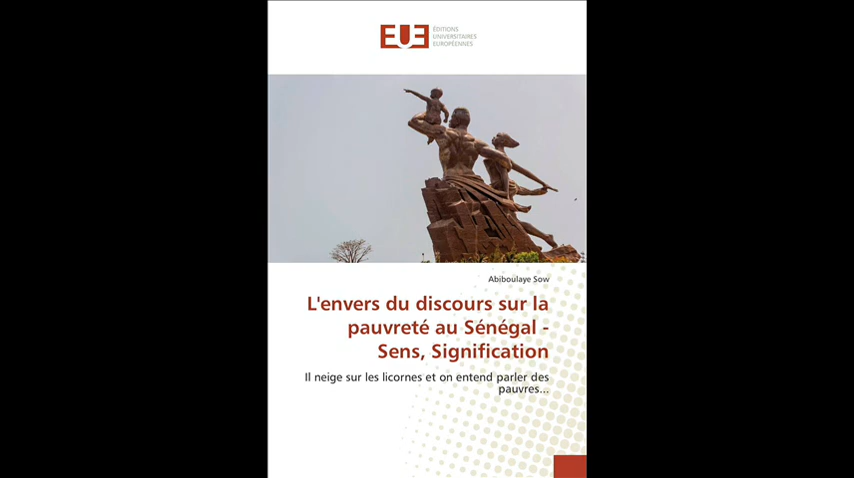 EUE
ÉDITIONS
UNIVERSITAIRES
EUROPÉENNES
Abiboulaye Sow
L'envers du discours sur la
pauvreté au Sénégal -
Sens, Signification
Il neige sur les licornes et on entend parler des
pauvres...